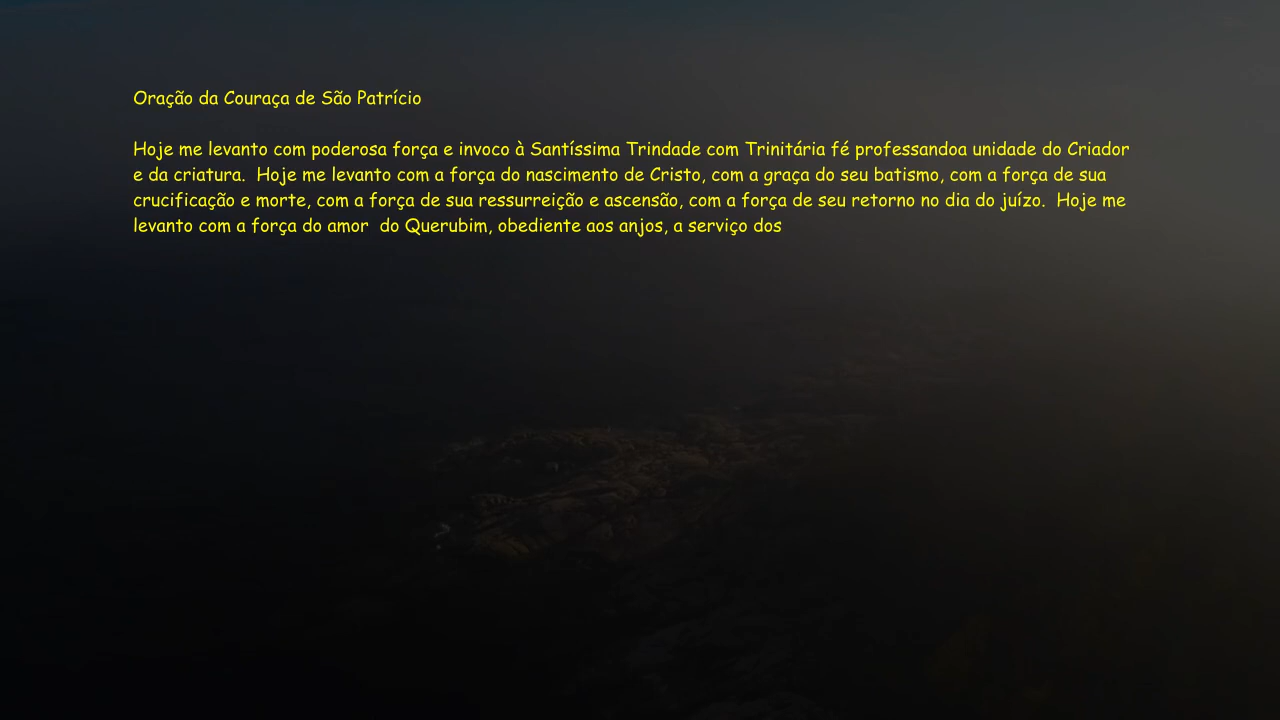 Oração da Couraça de São Patrício
Hoje me levanto com poderosa força e invoco à Santíssima Trindade com Trinitária fé professandoa unidade do Criador
e da criatura.  Hoje me levanto com a força do nascimento de Cristo, com a graça do seu batismo, com a força de sua
crucificação e morte, com a força de sua ressurreição e ascensão, com a força de seu retorno no dia do juízo.  Hoje me
levanto com a força do amor  do Querubim, obediente aos anjos, a serviço dos